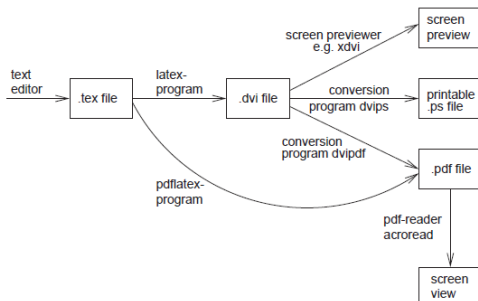 screen
preview
screen previewer
e.g. xdvi
text
editor
latex-
program
.tex file
.dvi file
conversion
program dvips
printable
.ps file
conversion
program dvipdf
.pdf file
pdflatex-
program
pdf-reader
acroread
screen
view